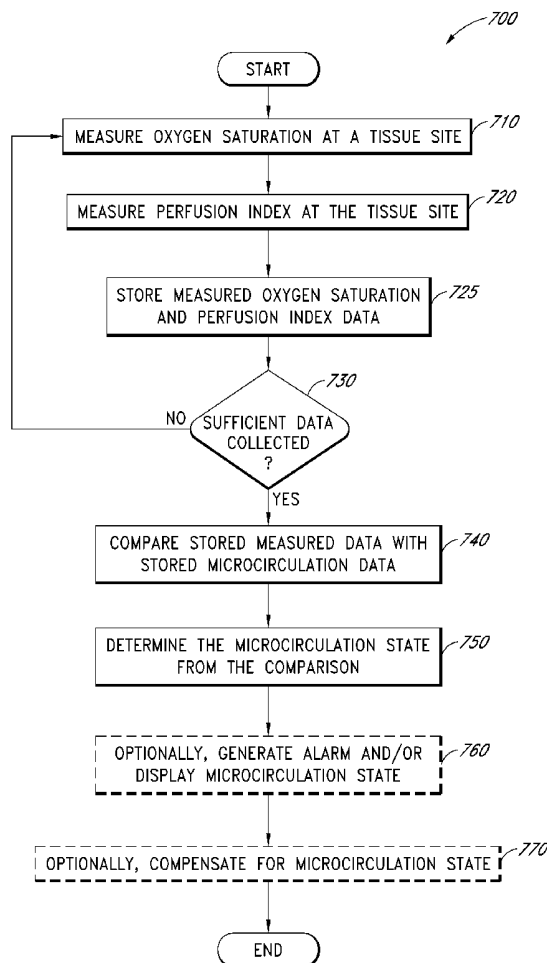 700
START
MEASURE OXYGEN SATURATION AT A TISSUE SITE
710
MEASURE PERFUSION INDEX AT THE TISSUE SITE
720
STORE MEASURED OXYGEN SATURATION
AND PERFUSION INDEX DATA
725
730
NO
SUFFICIENT DATA
COLLECTED
?
YES
COMPARE STORED MEASURED DATA WITH
STORED MICROCIRCULATION DATA
740
DETERMINE THE MICROCIRCULATION STATE
FROM THE COMPARISON
750
OPTIONALLY, GENERATE ALARM AND/OR
DISPLAY MICROCIRCULATION STATE
760
OPTIONALLY, COMPENSATE FOR MICROCIRCULATION STATE
770
END